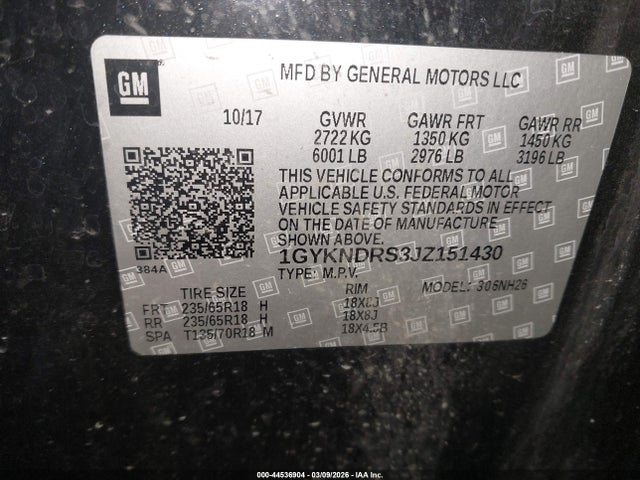 GM
MFD BY GENERAL MOTORS LLC
10/17 GVWR GAWR FRT GAWR RR
2722 KG 1350 KG 1450 KG
6001 LB 2976 LB 3196 LB
THIS VEHICLE CONFORMS TO ALL
APPLICABLE U.S. FEDERAL MOTOR
VEHICLE SAFETY STANDARDS IN EFFECT
ON THE DATE OF MANUFACTURE
SHOWN ABOVE.
384A
1GYKNDRS3JZ151430
TYPE: M.P.V. MODEL: 306NH26
TIRE SIZE RIM
FRT 235/65R18 H 18X8J
RR 235/65R18 H 18X8J
SPA T135/70R18 M 18X4.5B
000-44536904 - 03/09/2026 - IAA Inc.